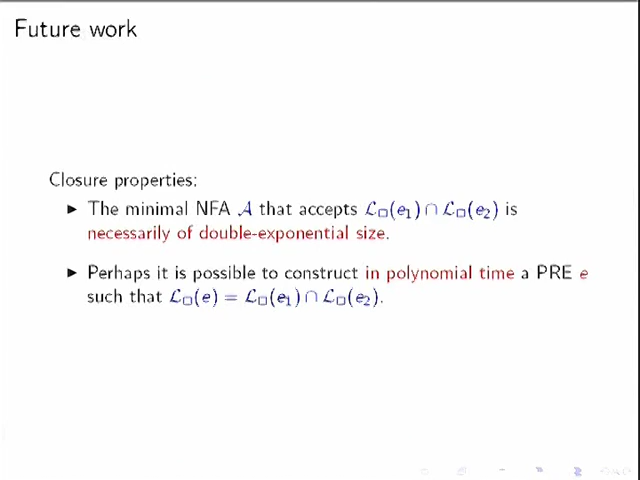 Future work
Closure properties:
► The minimal NFA 𝒜 that accepts ℒ□(e₁) ∩ ℒ□(e₂) is
necessarily of double-exponential size.
► Perhaps it is possible to construct in polynomial time a PRE e
such that ℒ□(e) = ℒ□(e₁) ∩ ℒ□(e₂).